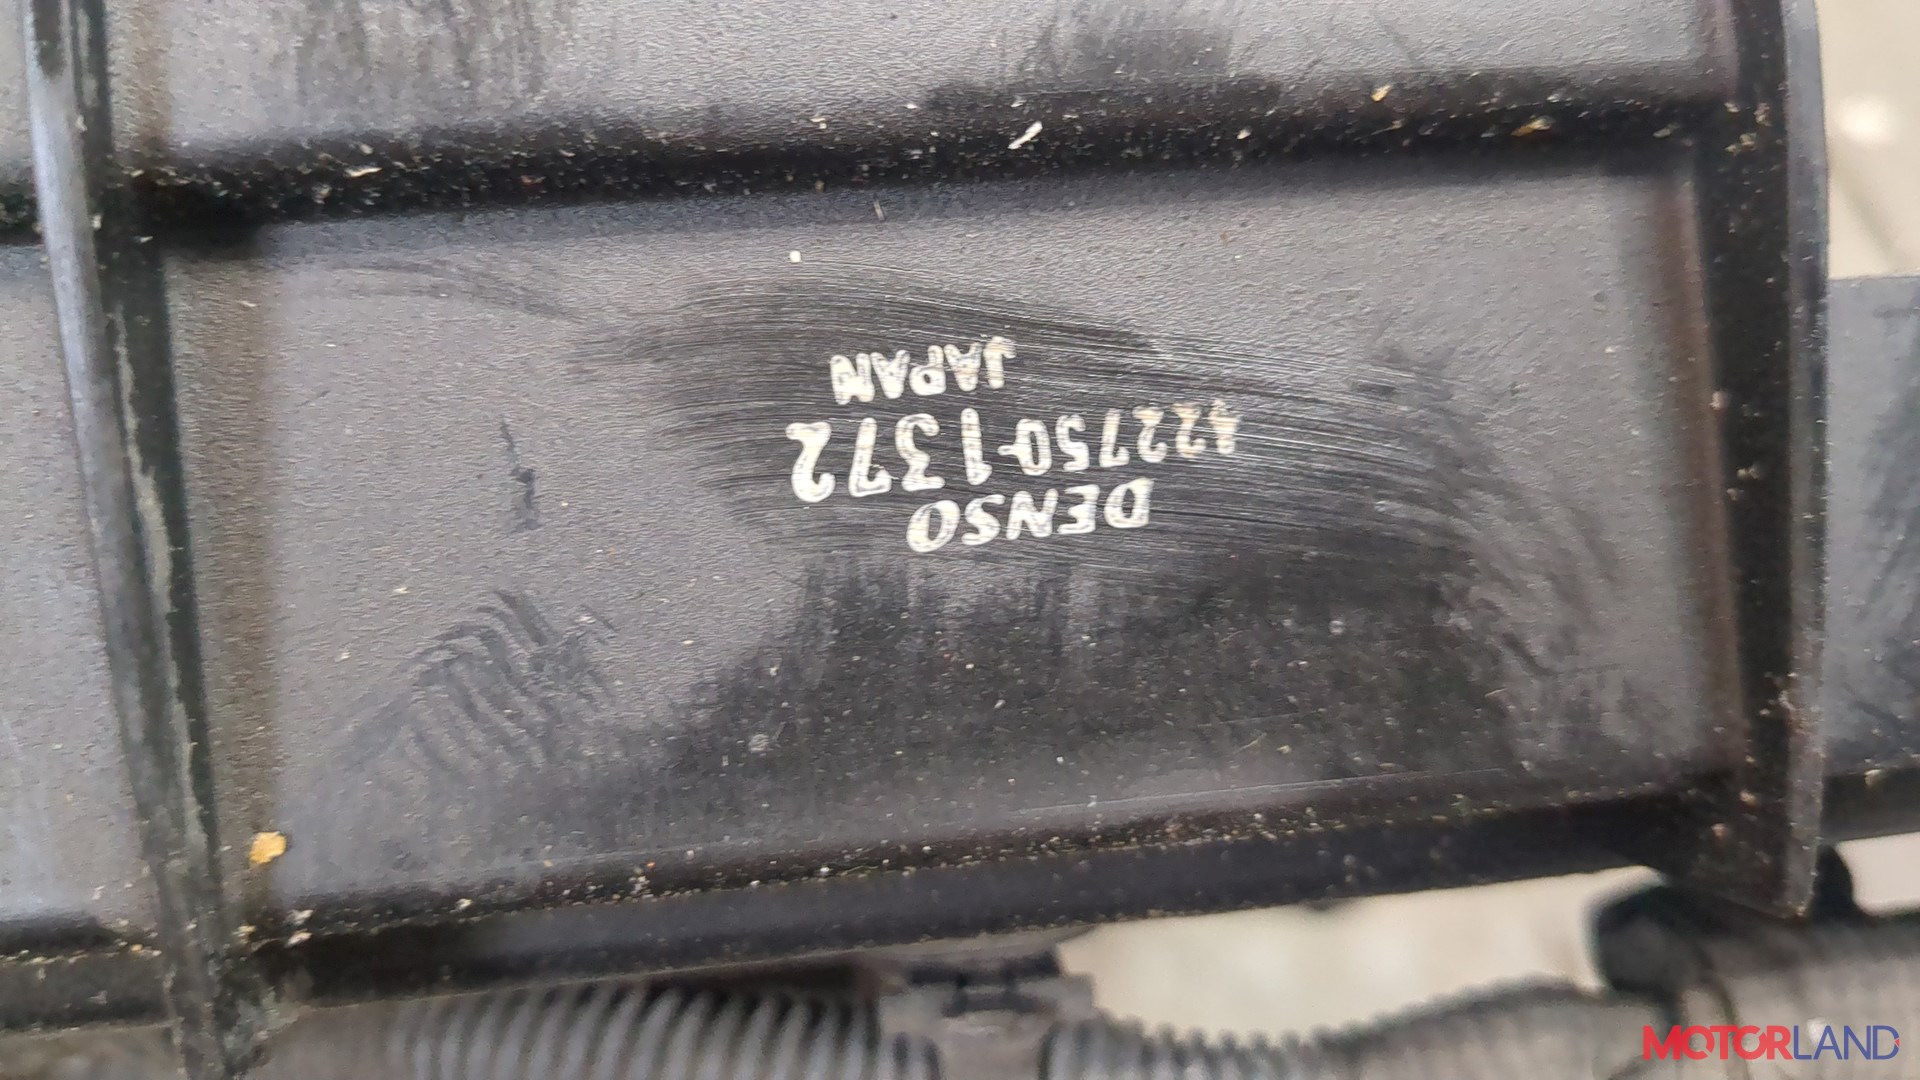 DENSO
422750-1372
JAPAN
MOTORLAND